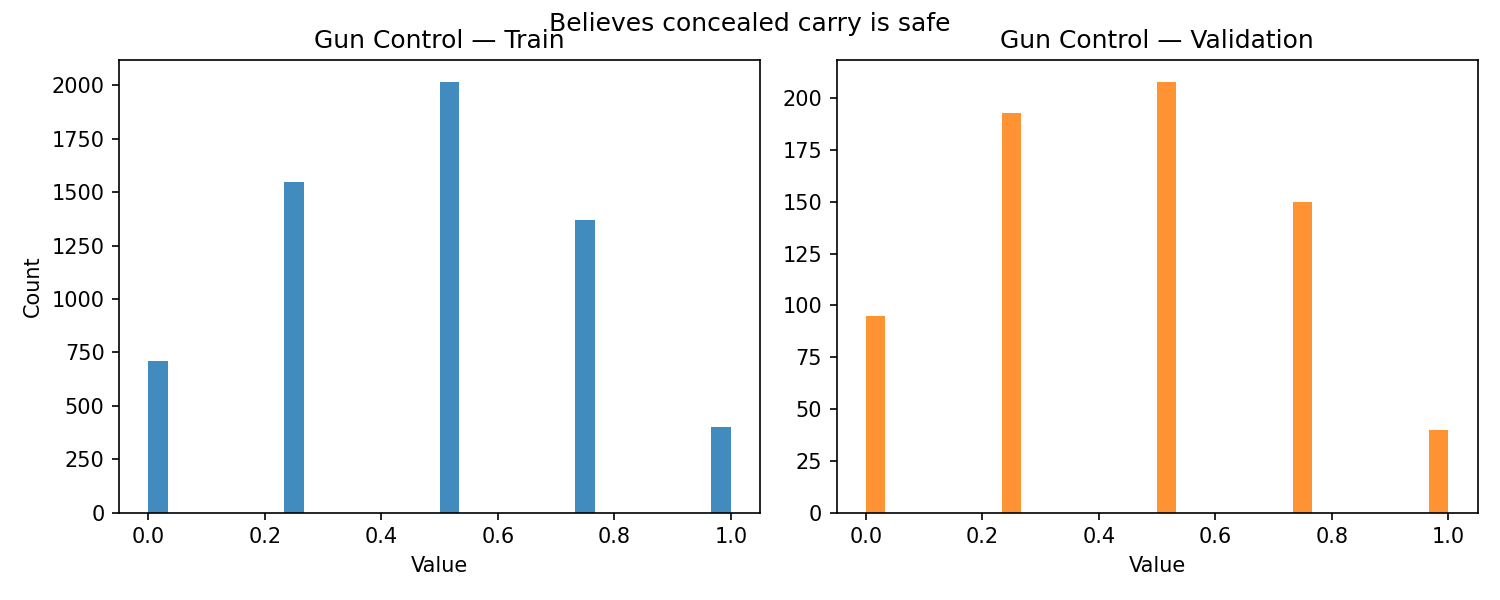 Believes concealed carry is safe
Gun Control — Train
Gun Control — Validation
2000
1750
1500
1250
1000
750
500
250
0
Count
0.0 0.2 0.4 0.6 0.8 1.0
Value
200
175
150
125
100
75
50
25
0
0.0 0.2 0.4 0.6 0.8 1.0
Value